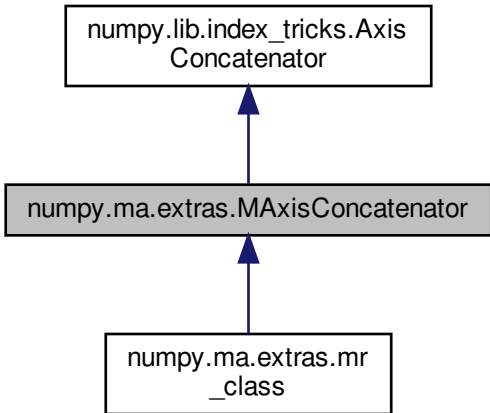 numpy.lib.index_tricks.Axis
Concatenator
numpy.ma.extras.MAxisConcatenator
numpy.ma.extras.mr
_class